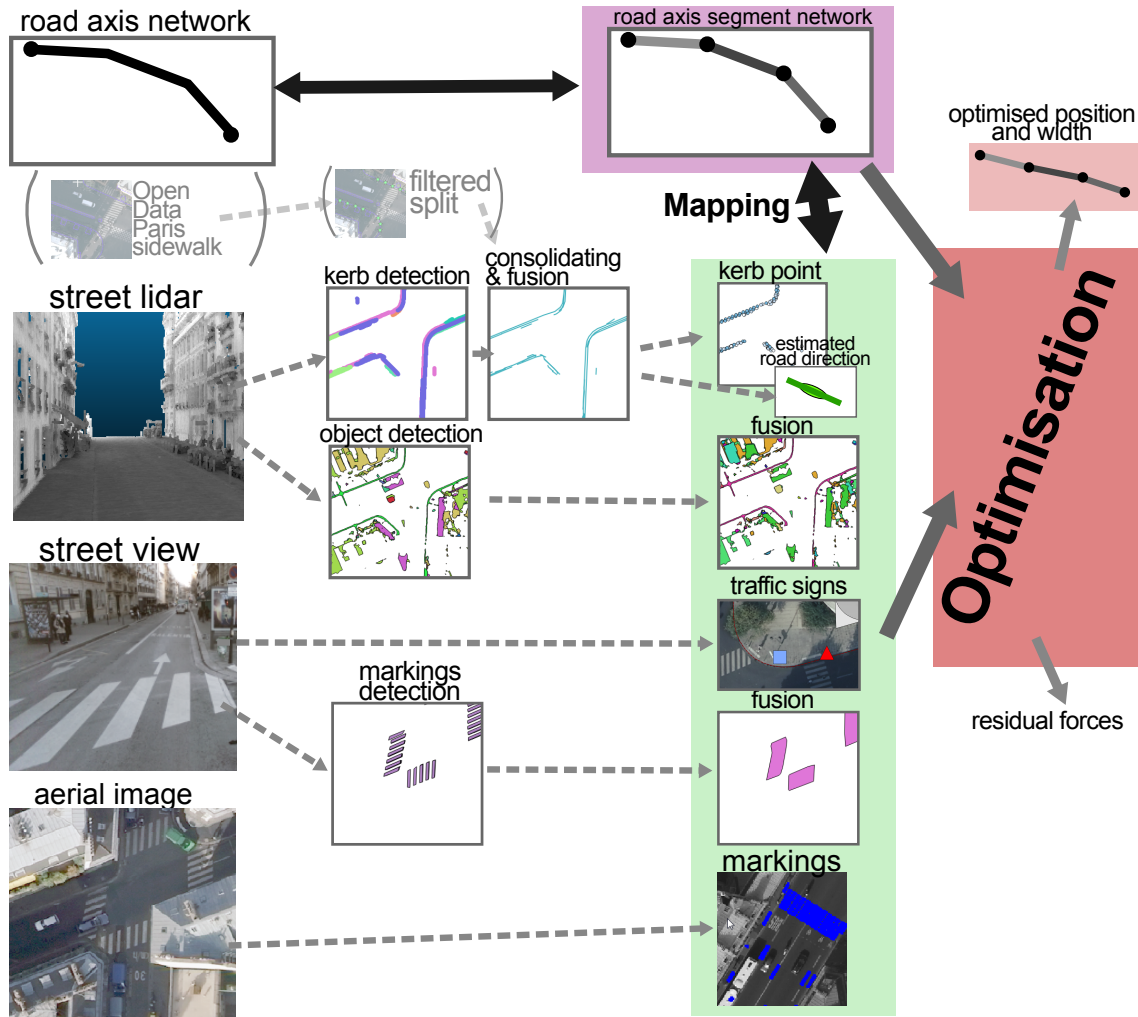 road axis network
road axis segment network
optimised position
and width
Open
Data
Paris
sidewalk
filtered
split
Mapping
kerb detection
consolidating
& fusion
kerb point
estimated
road direction
street lidar
object detection
fusion
Optimisation
street view
traffic signs
markings
detection
fusion
residual forces
aerial image
markings
30